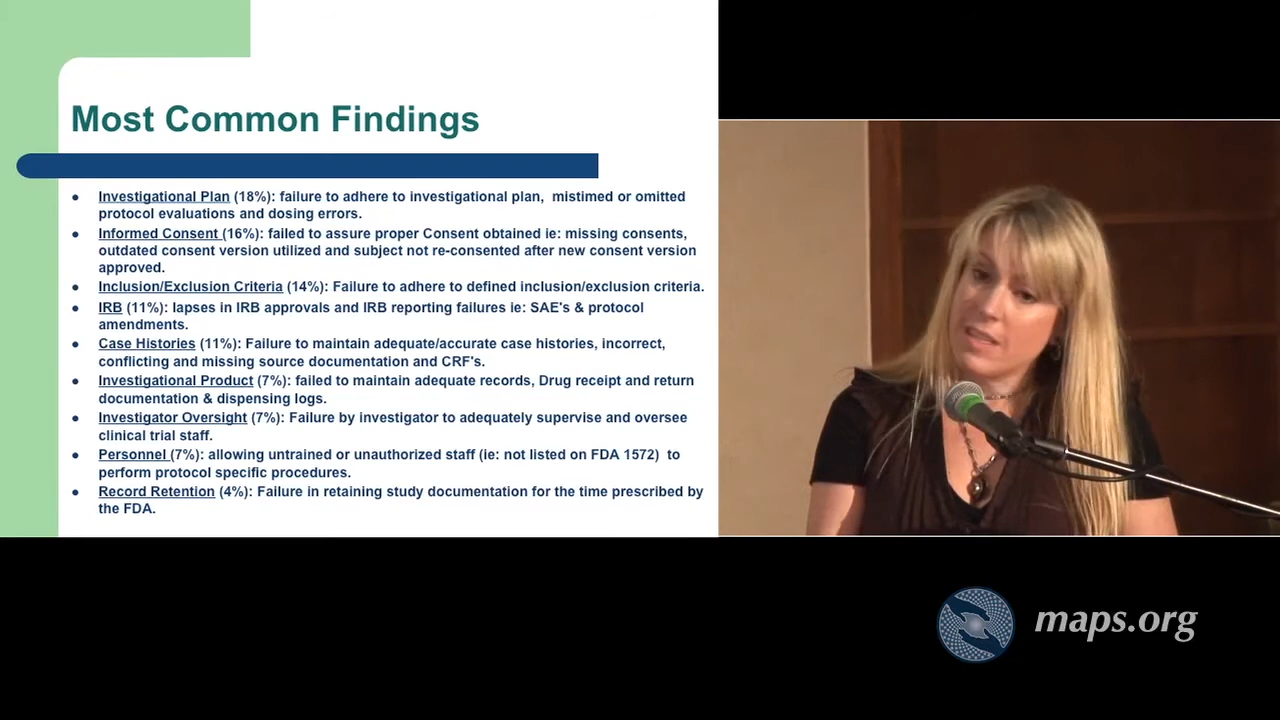 Most Common Findings
• Investigational Plan (18%): failure to adhere to investigational plan, mistimed or omitted
protocol evaluations and dosing errors.
• Informed Consent (16%): failed to assure proper Consent obtained ie: missing consents,
outdated consent version utilized and subject not re-consented after new consent version
approved.
• Inclusion/Exclusion Criteria (14%): Failure to adhere to defined inclusion/exclusion criteria.
• IRB (11%): lapses in IRB approvals and IRB reporting failures ie: SAE's & protocol
amendments.
• Case Histories (11%): Failure to maintain adequate/accurate case histories, incorrect,
conflicting and missing source documentation and CRF's.
• Investigational Product (7%): failed to maintain adequate records, Drug receipt and return
documentation & dispensing logs.
• Investigator Oversight (7%): Failure by investigator to adequately supervise and oversee
clinical trial staff.
• Personnel (7%): allowing untrained or unauthorized staff (ie: not listed on FDA 1572) to
perform protocol specific procedures.
• Record Retention (4%): Failure in retaining study documentation for the time prescribed by
the FDA.
maps.org